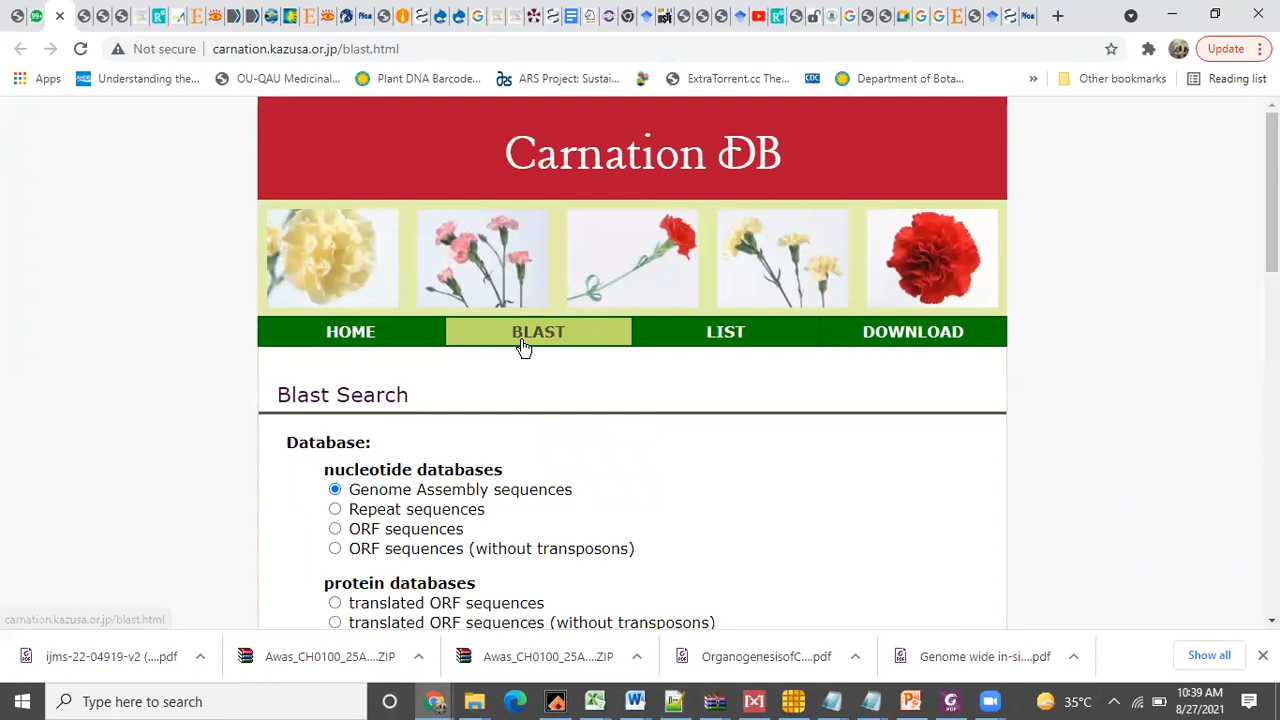 99+
Not secure carnation.kazusa.or.jp/blast.html Update
Apps Understanding the... OU-QAU Medicinal... Plant DNA Barcode... ARS Project: Sustai... ExtraTorrent.cc The... CDC Department of Bota... » Other bookmarks Reading list
Carnation DB
HOME BLAST LIST DOWNLOAD
Blast Search
Database:
nucleotide databases
Genome Assembly sequences
Repeat sequences
ORF sequences
ORF sequences (without transposons)
protein databases
translated ORF sequences
translated ORF sequences (without transposons)
carnation.kazusa.or.jp/blast.html
ijms-22-04919-v2 (....pdf Awas_CH0100_25A....ZIP Awas_CH0100_25A....ZIP OrganogenesisofC....pdf Genome wide in-si....pdf Show all
Type here to search 35°C 10:39 AM
8/27/2021